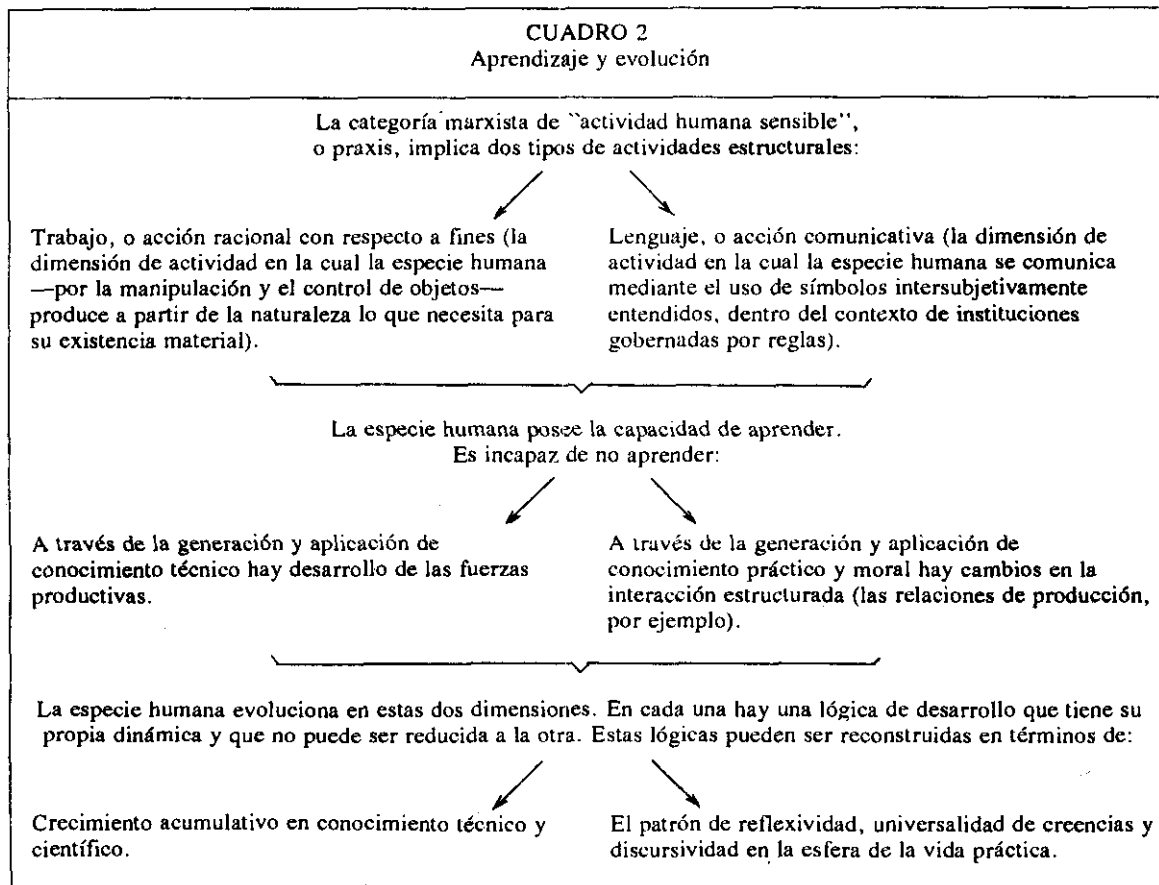 CUADRO 2
Aprendizaje y evolución
La categoría marxista de "actividad humana sensible",
o praxis, implica dos tipos de actividades estructurales:
Trabajo, o acción racional con respecto a fines (la
dimensión de actividad en la cual la especie humana
—por la manipulación y el control de objetos—
produce a partir de la naturaleza lo que necesita para
su existencia material).
Lenguaje, o acción comunicativa (la dimensión de
actividad en la cual la especie humana se comunica
mediante el uso de símbolos intersubjetivamente
entendidos, dentro del contexto de instituciones
gobernadas por reglas).
La especie humana posee la capacidad de aprender.
Es incapaz de no aprender:
A través de la generación y aplicación de
conocimiento técnico hay desarrollo de las fuerzas
productivas.
A través de la generación y aplicación de
conocimiento práctico y moral hay cambios en la
interacción estructurada (las relaciones de producción,
por ejemplo).
La especie humana evoluciona en estas dos dimensiones. En cada una hay una lógica de desarrollo que tiene su
propia dinámica y que no puede ser reducida a la otra. Estas lógicas pueden ser reconstruidas en términos de:
Crecimiento acumulativo en conocimiento técnico y
científico.
El patrón de reflexividad, universalidad de creencias y
discursividad en la esfera de la vida práctica.